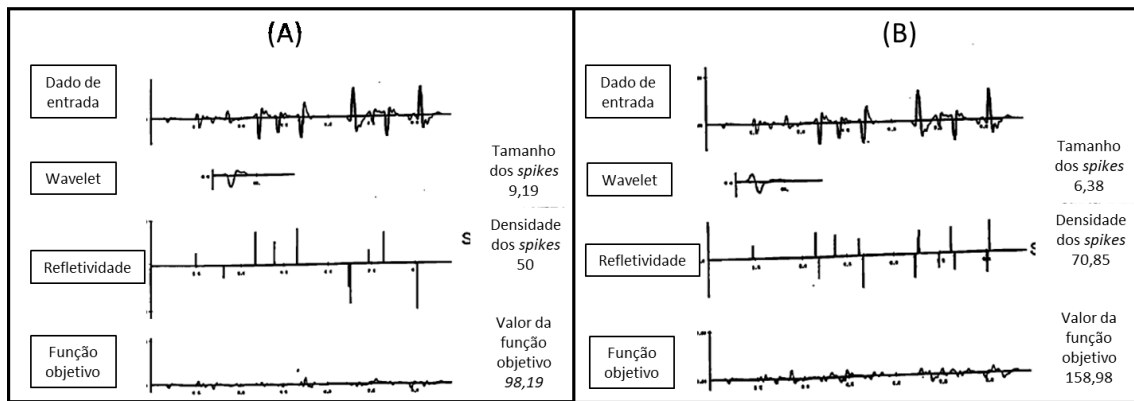 (A)
Dado de
entrada
Wavelet
Tamanho
dos spikes
9,19
Refletividade
S
Densidade
dos spikes
50
Função
objetivo
Valor da
função
objetivo
98,19
(B)
Dado de
entrada
Wavelet
Tamanho
dos spikes
6,38
Refletividade
Densidade
dos spikes
70,85
Função
objetivo
Valor da
função
objetivo
158,98